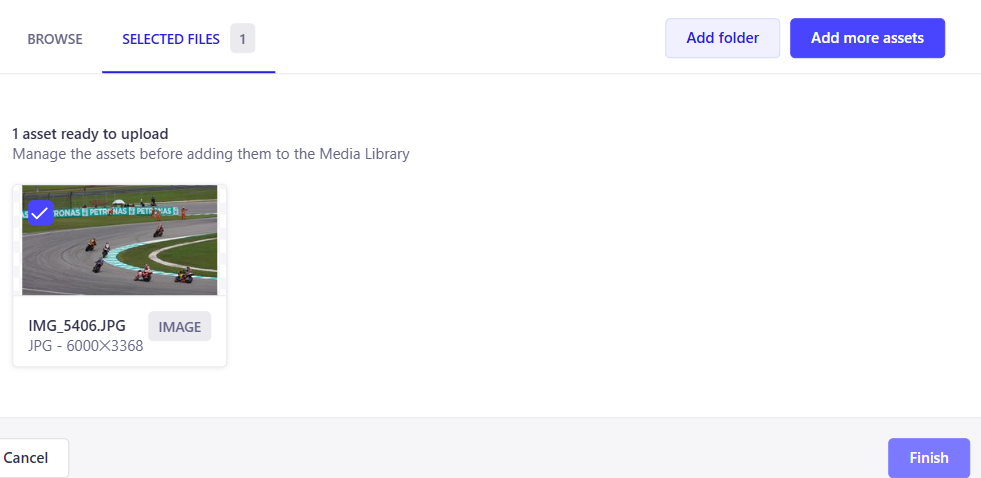 BROWSE
SELECTED FILES 1
Add folder
Add more assets
1 asset ready to upload
Manage the assets before adding them to the Media Library
RONAS PETRONAS PETRONAS PETRONAS
IMG_5406.JPG
IMAGE
JPG - 6000✕3368
Cancel
Finish